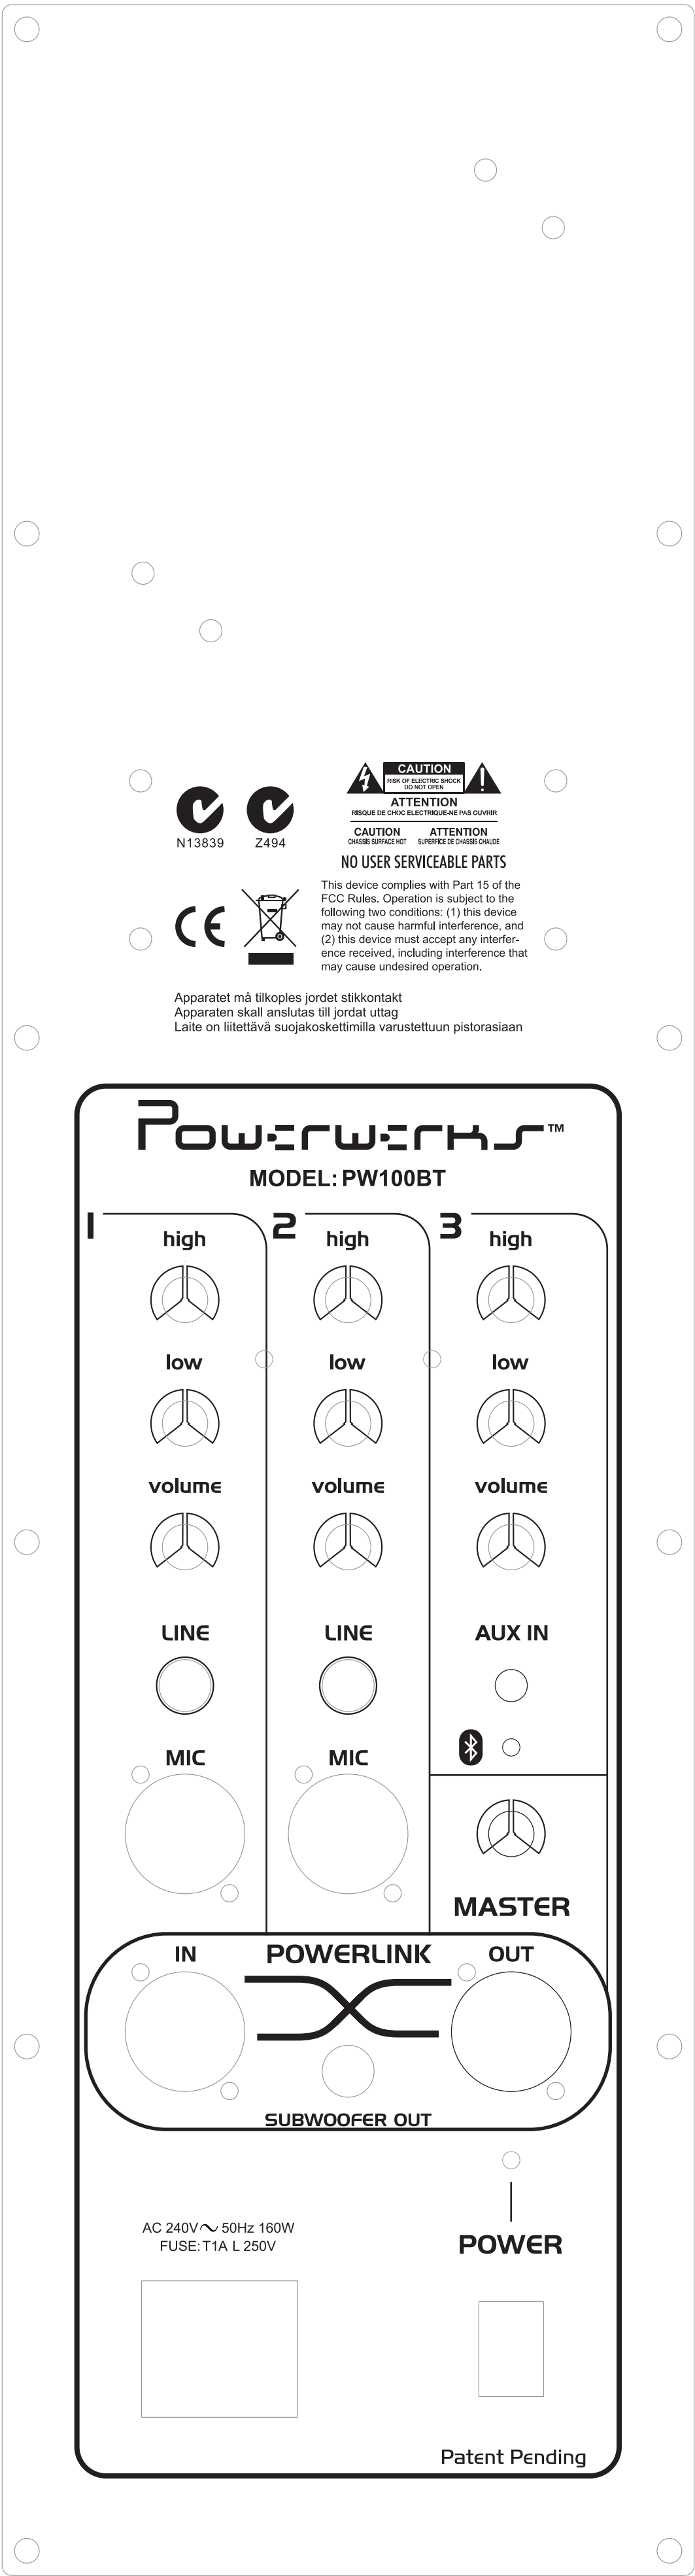 CAUTION
RISK OF ELECTRIC SHOCK
DO NOT OPEN
ATTENTION
RISQUE DE CHOC ELECTRIQUE-NE PAS OUVRIR
CAUTION ATTENTION
CHASSIS SURFACE HOT SUPERFICE DE CHASSIS CHAUDE
N13839 Z494
NO USER SERVICEABLE PARTS
CE
This device complies with Part 15 of the
FCC Rules. Operation is subject to the
following two conditions: (1) this device
may not cause harmful interference, and
(2) this device must accept any interfer-
ence received, including interference that
may cause undesired operation.
Apparatet må tilkoples jordet stikkontakt
Apparaten skall anslutas till jordat uttag
Laite on liitettävä suojakoskettimilla varustettuun pistorasiaan
Powerwerks™
MODEL: PW100BT
1 2 3
high high high
low low low
volume volume volume
LINE LINE AUX IN
MIC MIC
MASTER
IN POWERLINK OUT
SUBWOOFER OUT
AC 240V~ 50Hz 160W
FUSE: T1A L 250V
POWER
Patent Pending